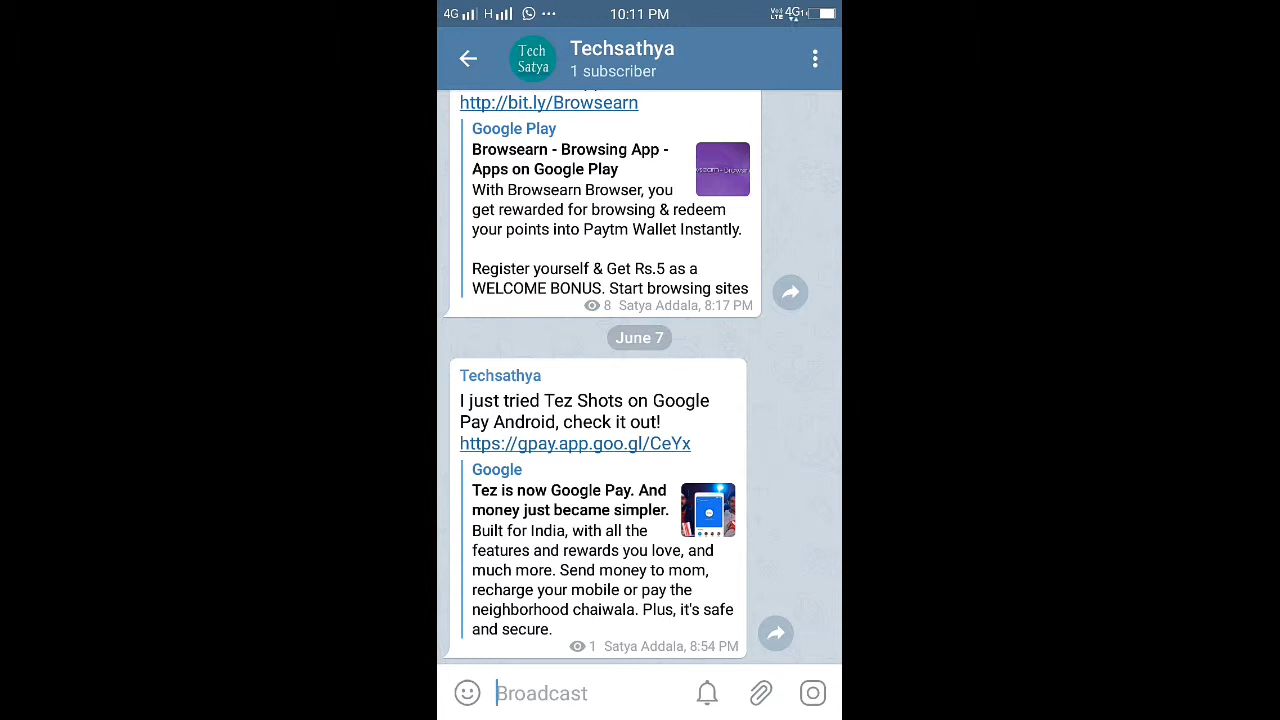 4G H ••• 10:11 PM VoLTE 4G
Tech
Satya
Techsathya
1 subscriber
http://bit.ly/Browsearn
Google Play
Browsearn - Browsing App -
Apps on Google Play
With Browsearn Browser, you
get rewarded for browsing & redeem
your points into Paytm Wallet Instantly.
Register yourself & Get Rs.5 as a
WELCOME BONUS. Start browsing sites
8 Satya Addala, 8:17 PM
June 7
Techsathya
I just tried Tez Shots on Google
Pay Android, check it out!
https://gpay.app.goo.gl/CeYx
Google
Tez is now Google Pay. And
money just became simpler.
Built for India, with all the
features and rewards you love, and
much more. Send money to mom,
recharge your mobile or pay the
neighborhood chaiwala. Plus, it's safe
and secure.
1 Satya Addala, 8:54 PM
Broadcast